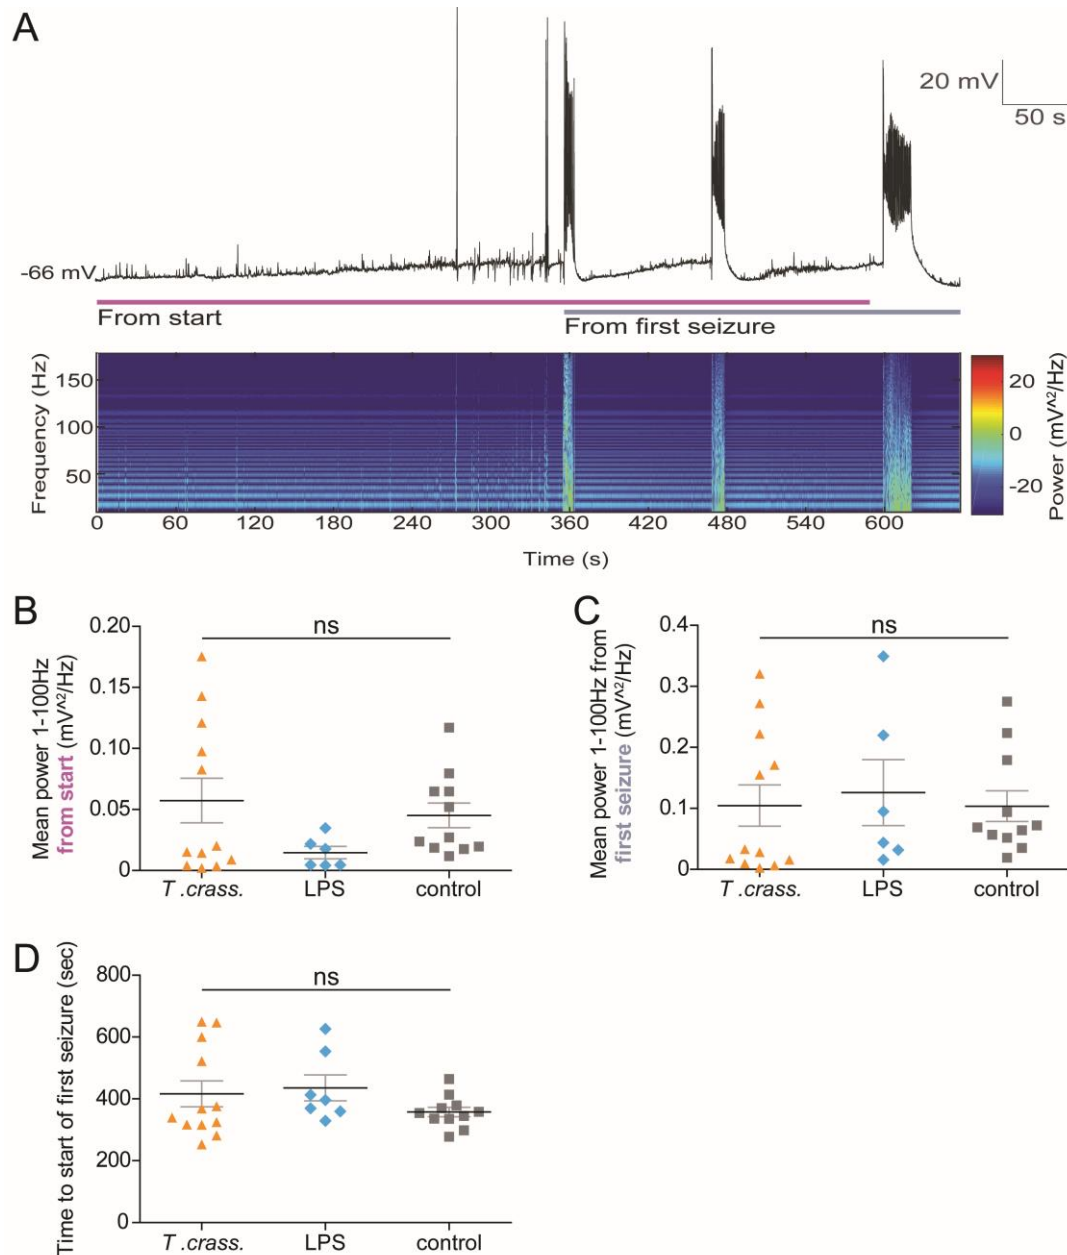 A
20 mV
50 s
-66 mV
From start
From first seizure
Frequency (Hz)
150
100
50
0 60 120 180 240 300 360 420 480 540 600
Time (s)
20
0
-20
Power (mV^2/Hz)
B
Mean power 1-100Hz
from start (mV^2/Hz)
0.20
0.15
0.10
0.05
0
ns
T .crass. LPS control
C
Mean power 1-100Hz from
first seizure (mV^2/Hz)
0.4
0.3
0.2
0.1
0
ns
T .crass. LPS control
D
Time to start of first seizure (sec)
800
600
400
200
0
ns
T .crass. LPS control